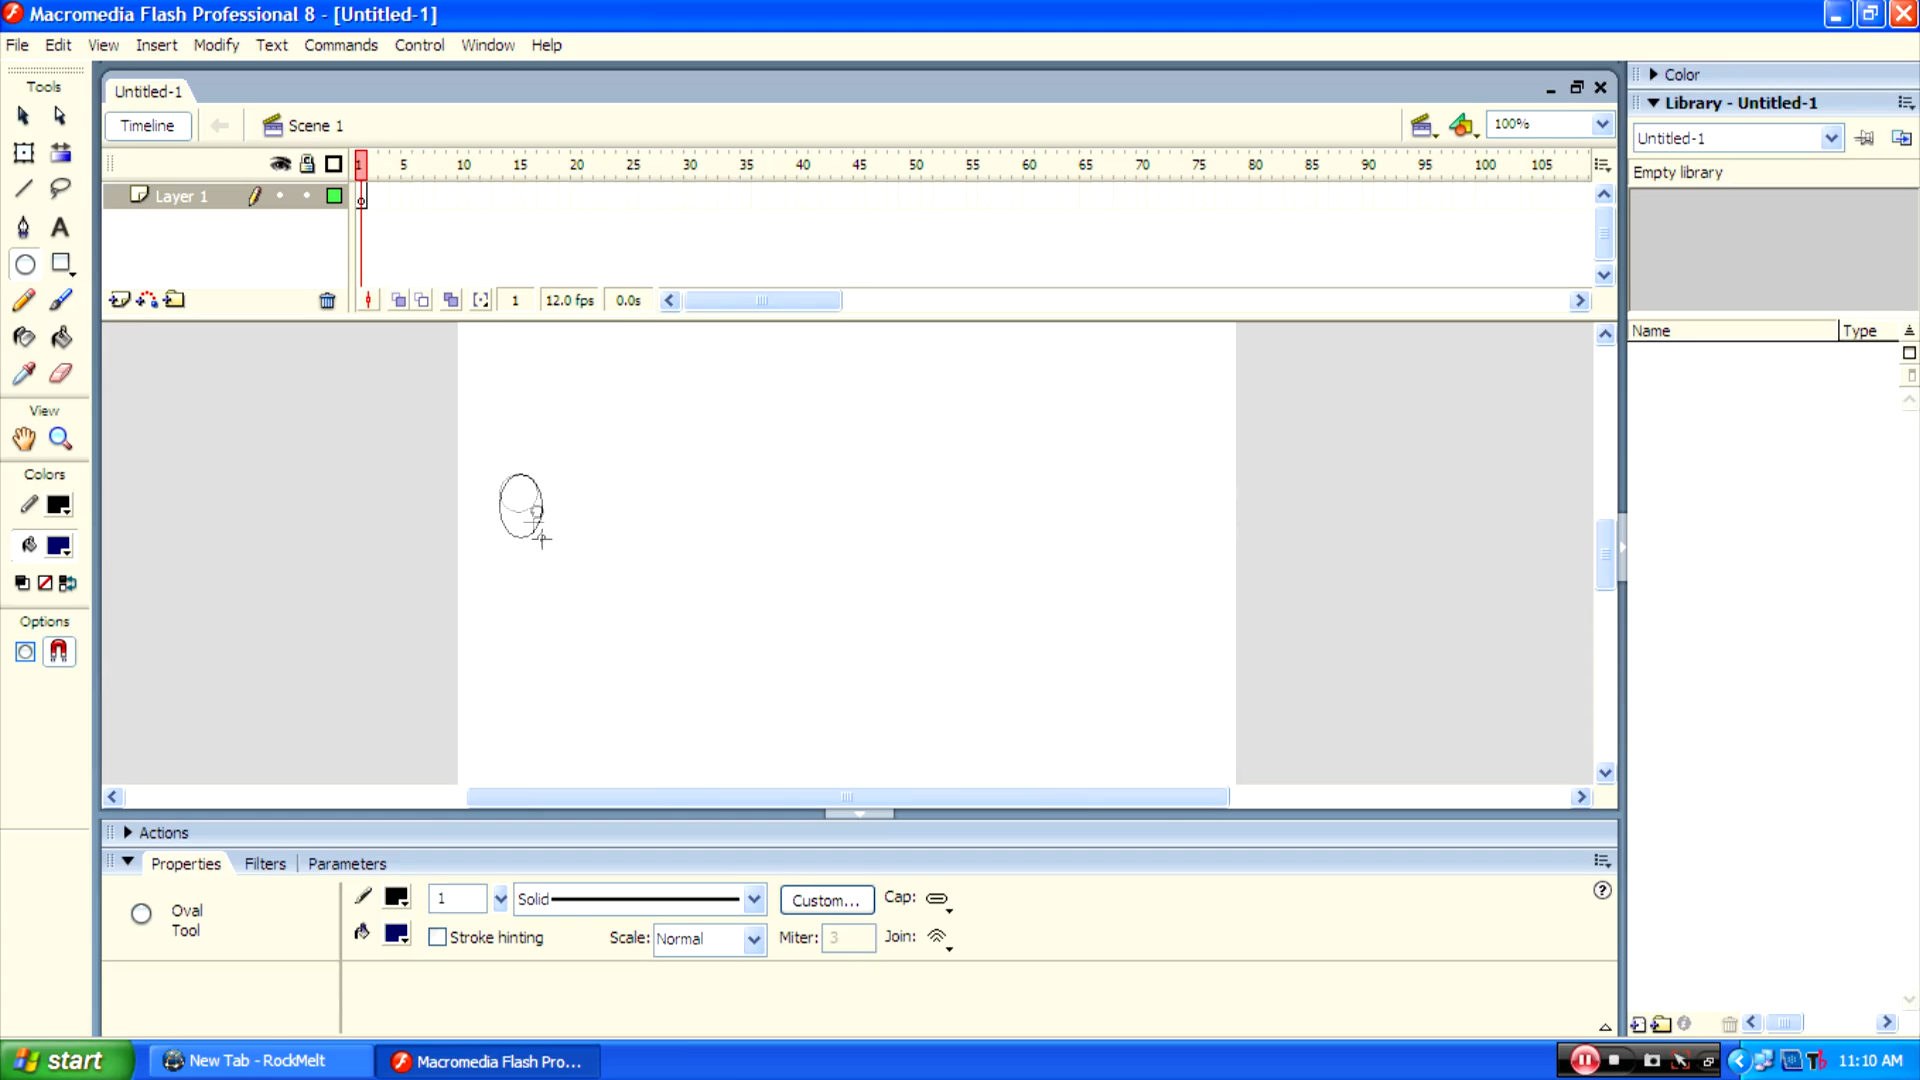 Macromedia Flash Professional 8 - [Untitled-1]
File Edit View Insert Modify Text Commands Control Window Help
Tools
Untitled-1
Timeline
Scene 1
100%
1 5 10 15 20 25 30 35 40 45 50 55 60 65 70 75 80 85 90 95 100 105
Layer 1
1 12.0 fps 0.0s
View
Colors
Options
Color
Library - Untitled-1
Untitled-1
Empty library
Name Type
Actions
Properties Filters Parameters
Oval
Tool
1 Solid Custom... Cap:
Stroke hinting Scale: Normal Miter: 3 Join:
start New Tab - RockMelt Macromedia Flash Pro... 11:10 AM